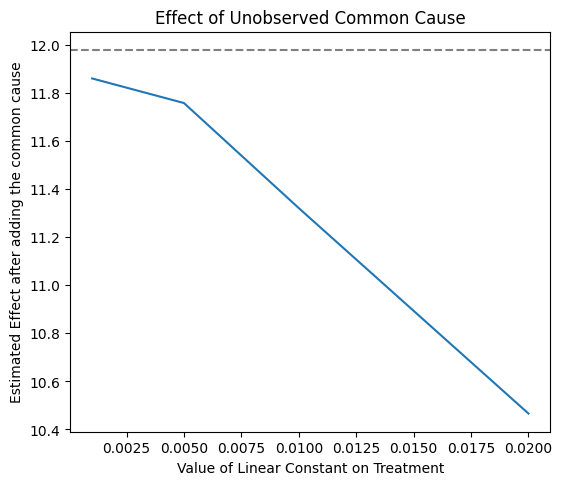 Effect of Unobserved Common Cause
Estimated Effect after adding the common cause
12.0
11.8
11.6
11.4
11.2
11.0
10.8
10.6
10.4
0.0025 0.0050 0.0075 0.0100 0.0125 0.0150 0.0175 0.0200
Value of Linear Constant on Treatment